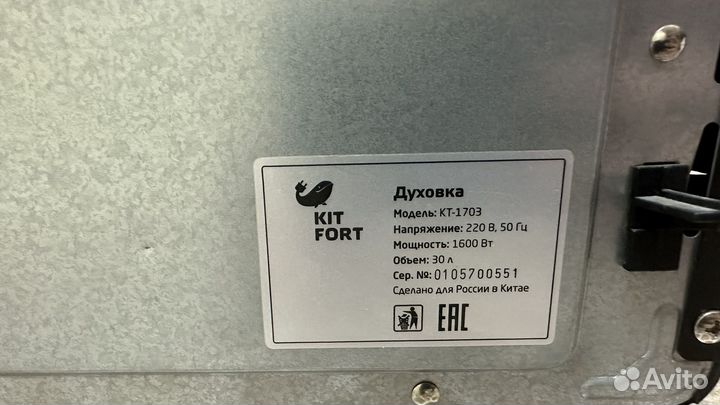 KIT
FORT
Духовка
Модель: КТ-1703
Напряжение: 220 В, 50 Гц
Мощность: 1600 Вт
Объем: 30 л
Сер. №: 0105700551
Сделано для России в Китае
EAC
Avito